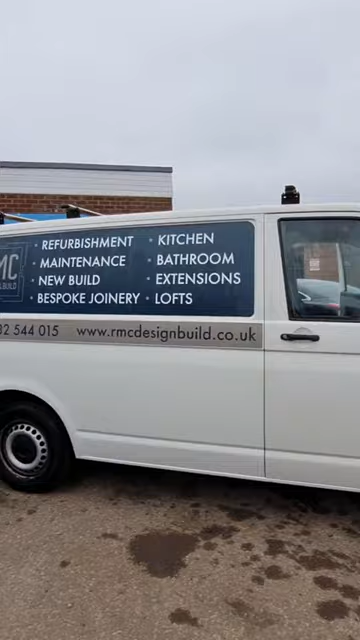 MC
BUILD
• REFURBISHMENT
• MAINTENANCE
• NEW BUILD
• BESPOKE JOINERY
• KITCHEN
• BATHROOM
• EXTENSIONS
• LOFTS
32 544 015 www.rmcdesignbuild.co.uk